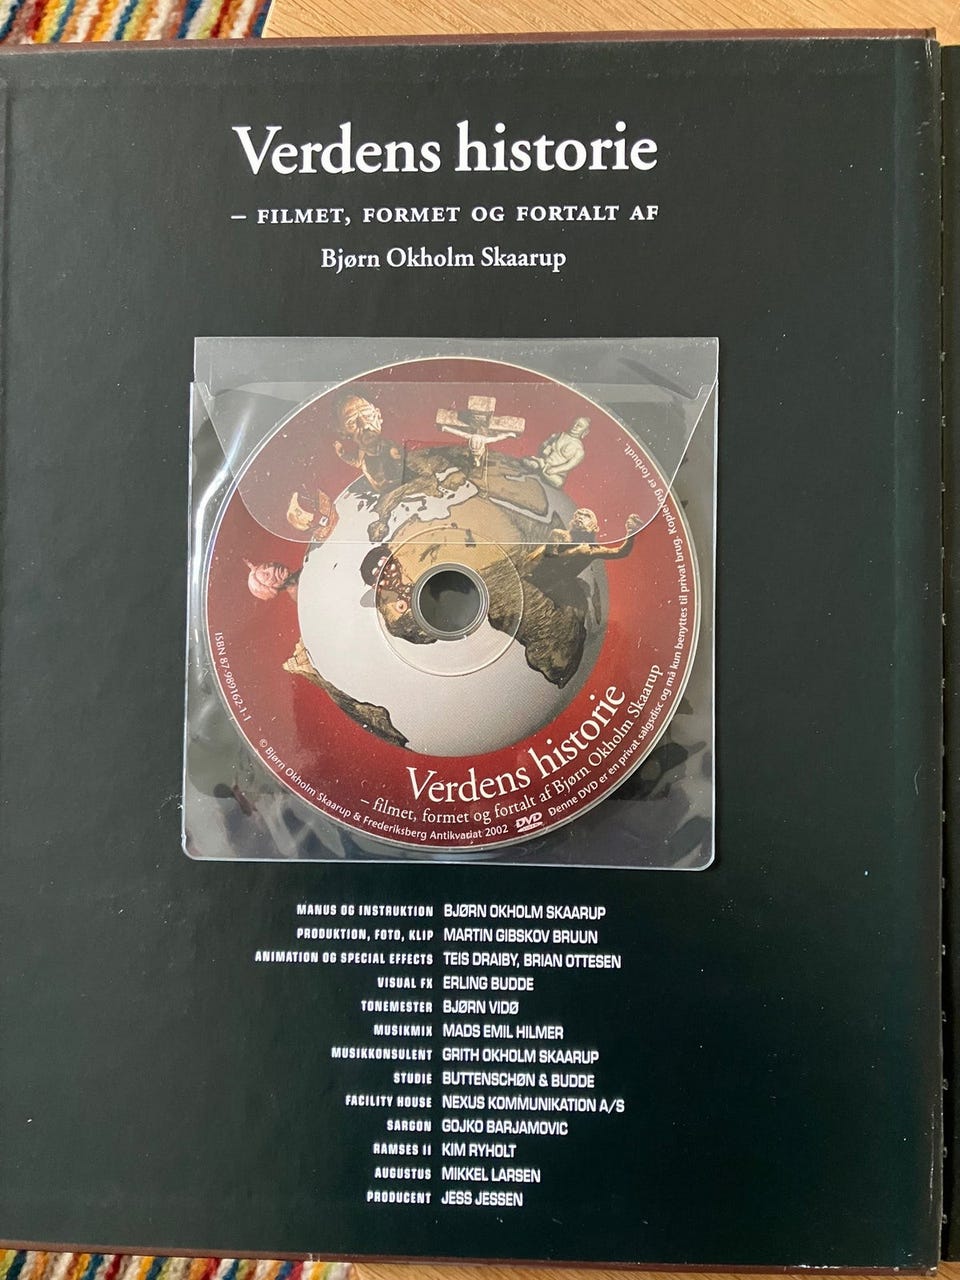 Verdens historie
– FILMET, FORMET OG FORTALT AF
Bjørn Okholm Skaarup
Verdens historie
– filmet, formet og fortalt af Bjørn Okholm Skaarup
ISBN 87-989162-1-1
© Bjørn Okholm Skaarup & Frederiksberg Antikvariat 2002
DVD
Denne DVD er en privat salgsdisc og må kun benyttes til privat brug. Kopiering er forbudt.
MANUS OG INSTRUKTION BJØRN OKHOLM SKAARUP
PRODUKTION, FOTO, KLIP MARTIN GIBSKOV BRUUN
ANIMATION OG SPECIAL EFFECTS TEIS DRAIBY, BRIAN OTTESEN
VISUAL FX ERLING BUDDE
TONEMESTER BJØRN VIDØ
MUSIKMIX MADS EMIL HILMER
MUSIKKONSULENT GRITH OKHOLM SKAARUP
STUDIE BUTTENSCHØN & BUDDE
FACILITY HOUSE NEXUS KOMMUNIKATION A/S
SARGON GOJKO BARJAMOVIC
RAMSES II KIM RYHOLT
AUGUSTUS MIKKEL LARSEN
PRODUCENT JESS JESSEN